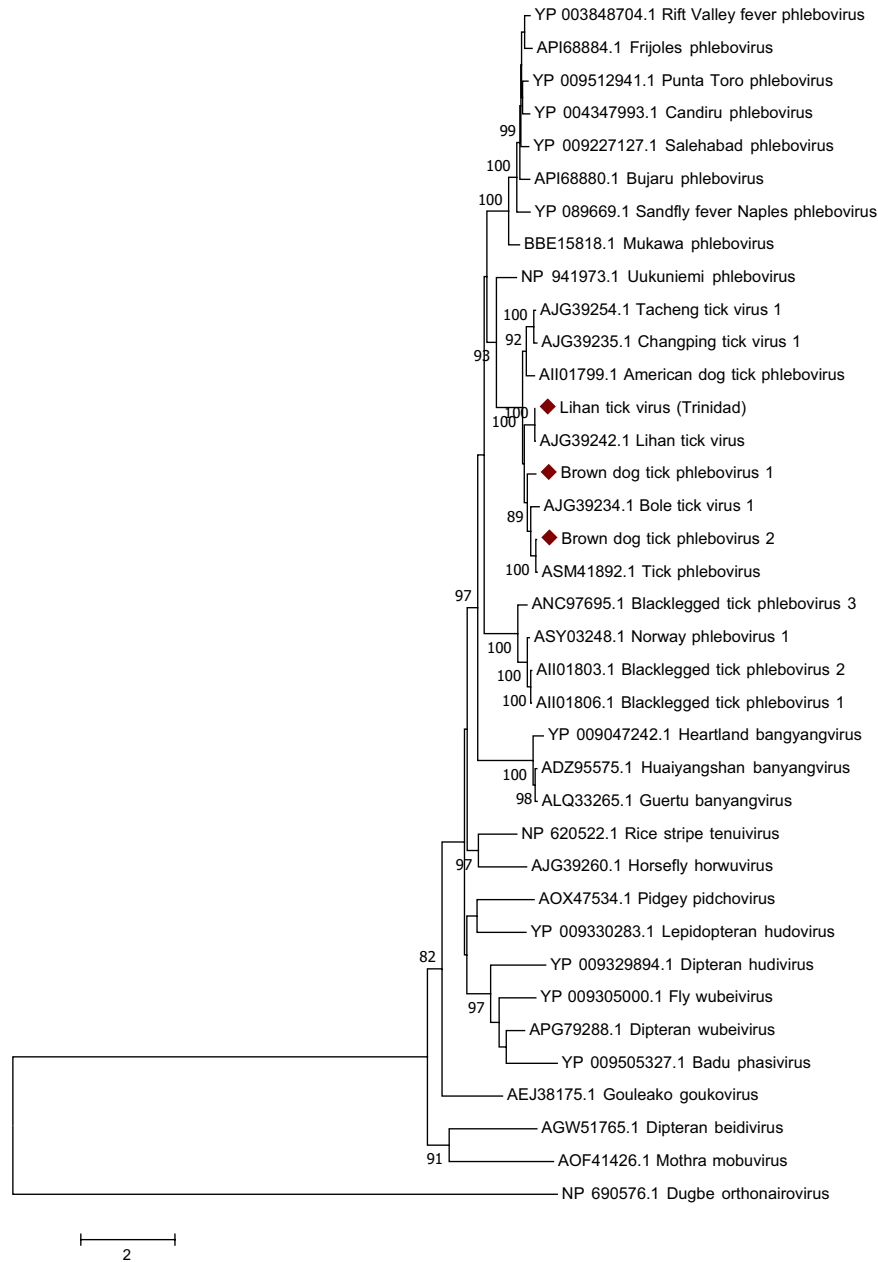 YP 003848704.1 Rift Valley fever phlebovirus
API68884.1 Frijoles phlebovirus
YP 009512941.1 Punta Toro phlebovirus
YP 004347993.1 Candiru phlebovirus
99
YP 009227127.1 Salehabad phlebovirus
100
API68880.1 Bujaru phlebovirus
100
YP 089669.1 Sandfly fever Naples phlebovirus
BBE15818.1 Mukawa phlebovirus
NP 941973.1 Uukuniemi phlebovirus
100
AJG39254.1 Tacheng tick virus 1
92
AJG39235.1 Changping tick virus 1
93
AII01799.1 American dog tick phlebovirus
100
Lihan tick virus (Trinidad)
100
AJG39242.1 Lihan tick virus
Brown dog tick phlebovirus 1
AJG39234.1 Bole tick virus 1
89
Brown dog tick phlebovirus 2
100
ASM41892.1 Tick phlebovirus
97
ANC97695.1 Blacklegged tick phlebovirus 3
ASY03248.1 Norway phlebovirus 1
100
AII01803.1 Blacklegged tick phlebovirus 2
100
AII01806.1 Blacklegged tick phlebovirus 1
100
YP 009047242.1 Heartland bangyangvirus
ADZ95575.1 Huaiyangshan banyangvirus
100
ALQ33265.1 Guertu banyangvirus
98
NP 620522.1 Rice stripe tenuivirus
AJG39260.1 Horsefly horwuvirus
97
AOX47534.1 Pidgey pidchovirus
YP 009330283.1 Lepidopteran hudovirus
82
YP 009329894.1 Dipteran hudivirus
YP 009305000.1 Fly wubeivirus
97
APG79288.1 Dipteran wubeivirus
YP 009505327.1 Badu phasivirus
AEJ38175.1 Gouleako goukovirus
AGW51765.1 Dipteran beidivirus
91
AOF41426.1 Mothra mobuvirus
NP 690576.1 Dugbe orthonairovirus
2